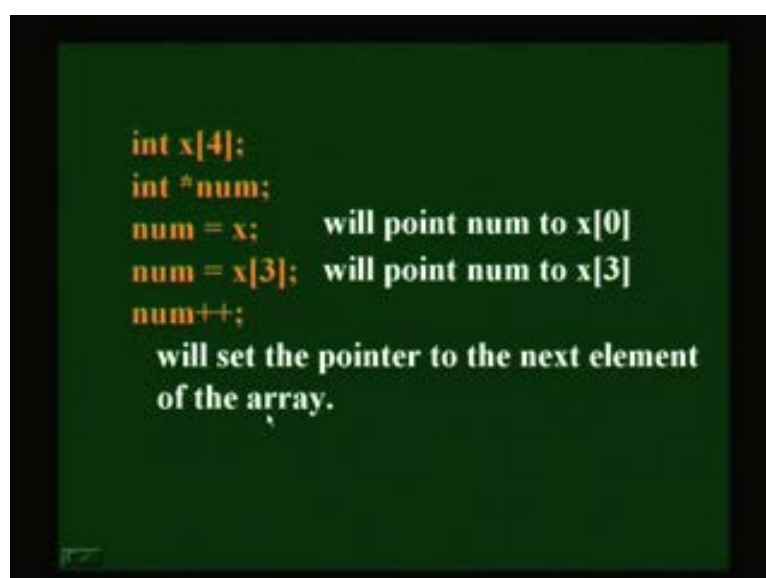 int x[4];
int *num;
num = x; will point num to x[0]
num = x[3]; will point num to x[3]
num++;
will set the pointer to the next element
of the array.